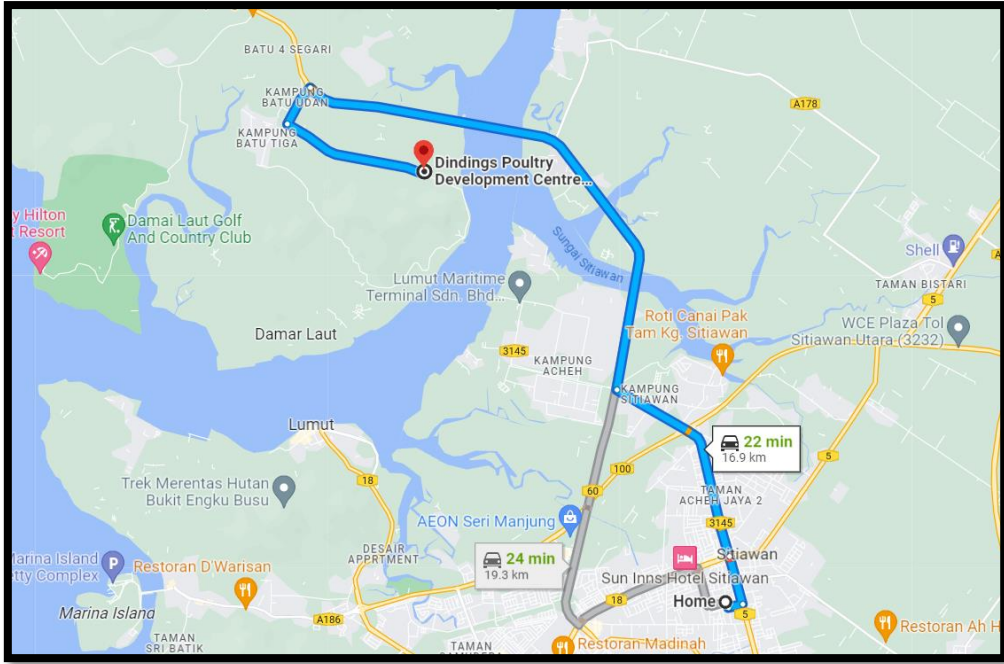 BATU 4 SEGARI
KAMPUNG
BATU UDAN
KAMPUNG
BATU TIGA
A178
Dindings Poultry
Development Centre...
y Hilton
Resort
Damai Laut Golf
And Country Club
Sungai Sitiawan
Shell
TAMAN BISTARI
5
Lumut Maritime
Terminal Sdn. Bhd...
Roti Canai Pak
Tam Kg. Sitiawan
WCE Plaza Tol
Sitiawan Utara (3232)
Damar Laut
3145
KAMPUNG
ACHEH
KAMPUNG
SITIAWAN
Lumut
22 min
16.9 km
5
18
100
Trek Merentas Hutan
Bukit Engku Busu
60
TAMAN
ACHEH JAYA 2
AEON Seri Manjung
3145
DESAIR
APPRTMENT
24 min
19.3 km
Sitiawan
Marina Island
tty Complex
Restoran D'Warisan
Sun Inns Hotel Sitiawan
18
Home
5
Marina Island
A186
Restoran Ah H
TAMAN
SRI BATIK
TAMAN
Restoran Madinah